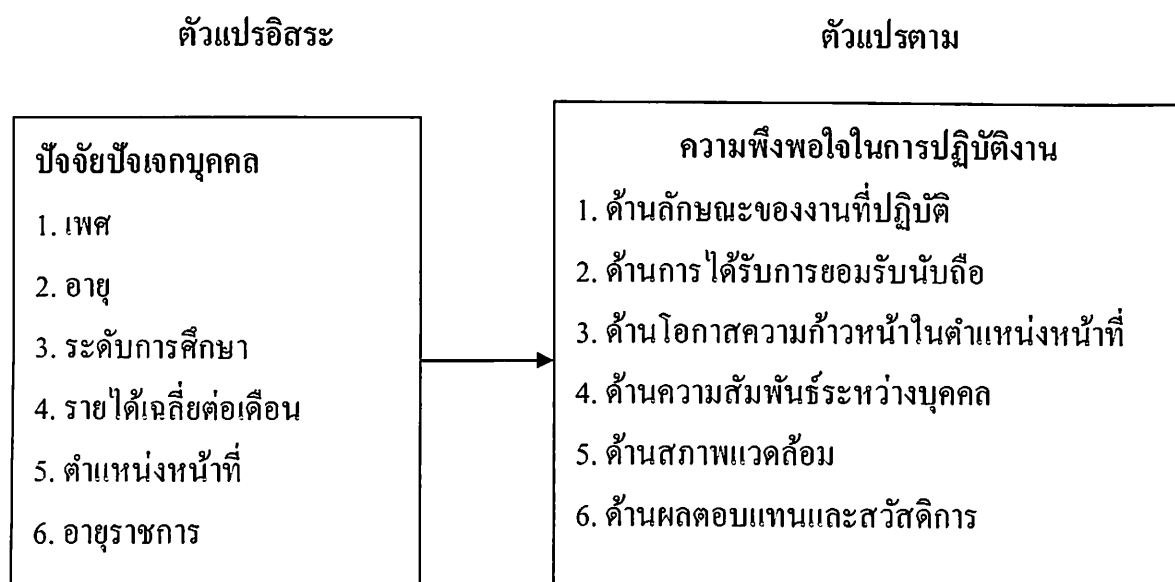 ตัวแปรอิสระ
ตัวแปรตาม
ปัจจัยปัจเจกบุคคล
1. เพศ
2. อายุ
3. ระดับการศึกษา
4. รายได้เฉลี่ยต่อเดือน
5. ตำแหน่งหน้าที่
6. อายุราชการ
ความพึงพอใจในการปฏิบัติงาน
1. ด้านลักษณะของงานที่ปฏิบัติ
2. ด้านการได้รับการยอมรับนับถือ
3. ด้านโอกาสความก้าวหน้าในตำแหน่งหน้าที่
4. ด้านความสัมพันธ์ระหว่างบุคคล
5. ด้านสภาพแวดล้อม
6. ด้านผลตอบแทนและสวัสดิการ